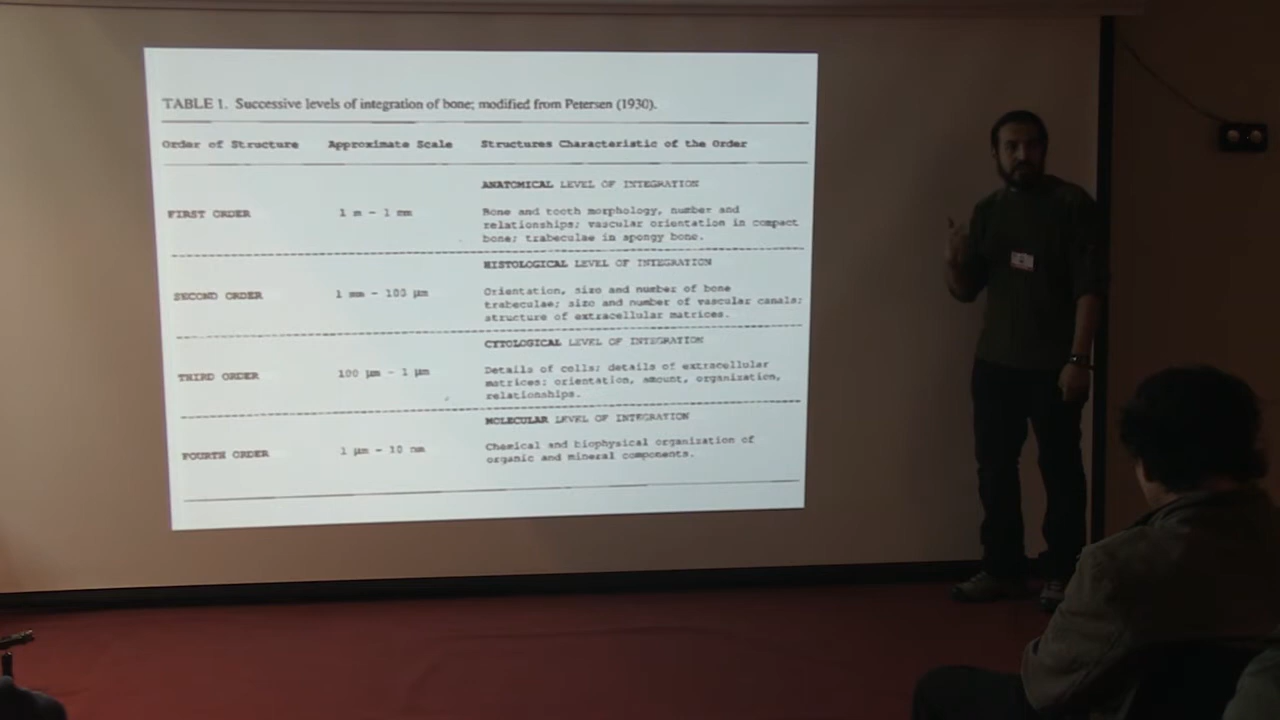 TABLE 1. Successive levels of integration of bone; modified from Petersen (1930).
Order of Structure Approximate Scale Structures Characteristic of the Order
ANATOMICAL LEVEL OF INTEGRATION
FIRST ORDER 1 m - 1 mm Bone and tooth morphology, number and
relationships; vascular orientation in compact
bone; trabeculae in spongy bone.
HISTOLOGICAL LEVEL OF INTEGRATION
SECOND ORDER 1 mm - 100 µm Orientation, size and number of bone
trabeculae; size and number of vascular canals;
structure of extracellular matrices.
CYTOLOGICAL LEVEL OF INTEGRATION
THIRD ORDER 100 µm - 1 µm Details of cells; details of extracellular
matrices; orientation, amount, organization,
relationships.
MOLECULAR LEVEL OF INTEGRATION
FOURTH ORDER 1 µm - 10 nm Chemical and biophysical organization of
organic and mineral components.